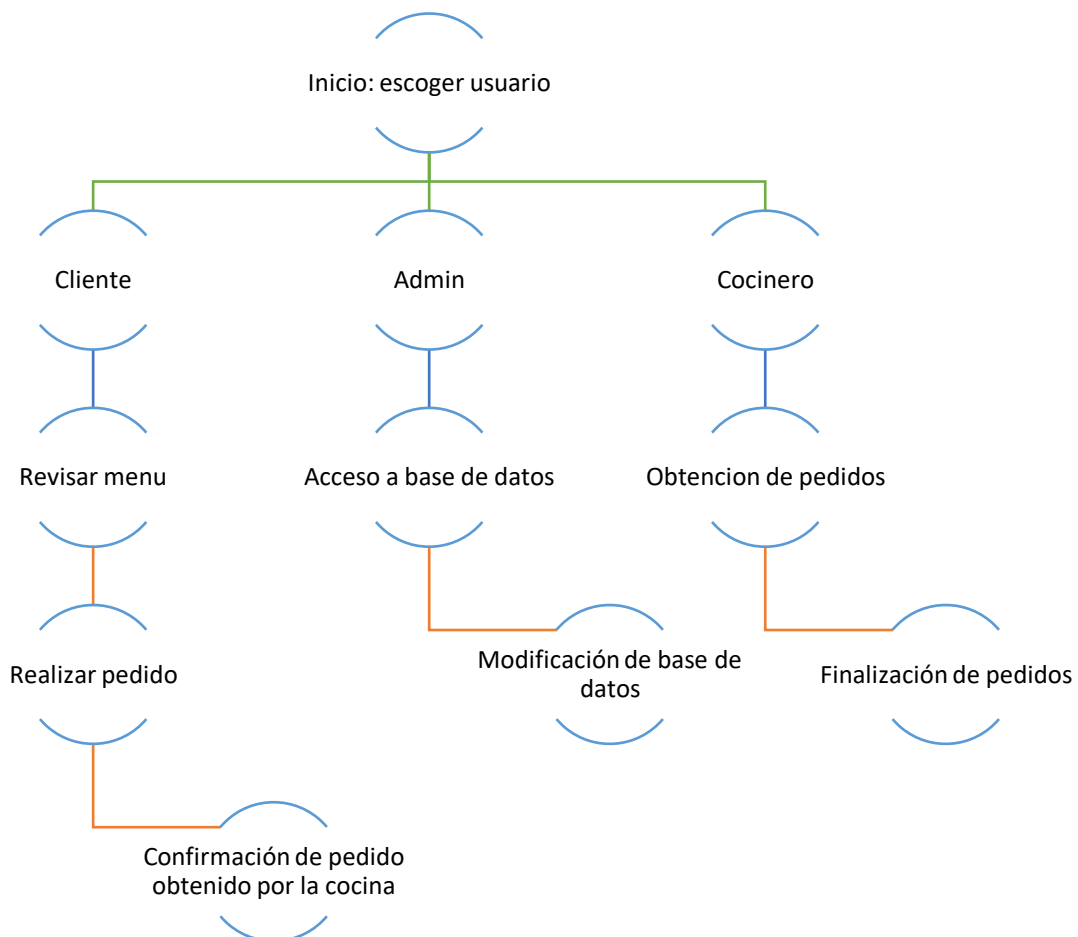 Inicio: escoger usuario
Cliente
Admin
Cocinero
Revisar menu
Acceso a base de datos
Obtencion de pedidos
Realizar pedido
Modificación de base de
datos
Finalización de pedidos
Confirmación de pedido
obtenido por la cocina